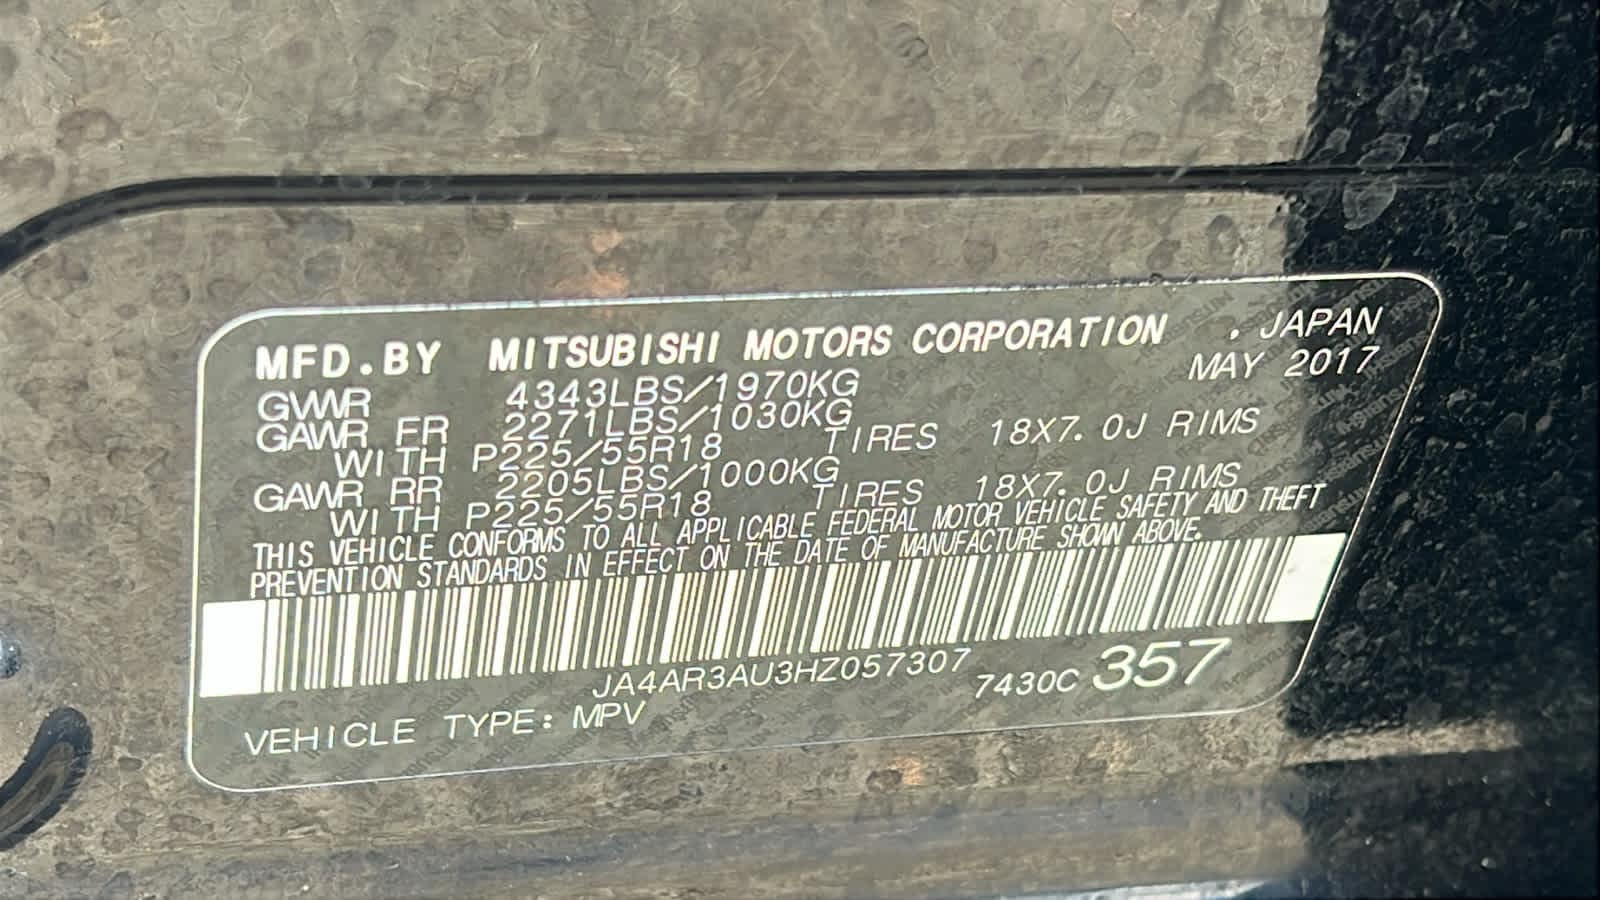 MFD.BY MITSUBISHI MOTORS CORPORATION , JAPAN
GVWR 4343LBS/1970KG MAY 2017
GAWR FR 2271LBS/1030KG
WITH P225/55R18 TIRES 18X7.0J RIMS
GAWR RR 2205LBS/1000KG
WITH P225/55R18 TIRES 18X7.0J RIMS
THIS VEHICLE CONFORMS TO ALL APPLICABLE FEDERAL MOTOR VEHICLE SAFETY AND THEFT
PREVENTION STANDARDS IN EFFECT ON THE DATE OF MANUFACTURE SHOWN ABOVE.
JA4AR3AU3HZ057307 7430C 357
VEHICLE TYPE: MPV